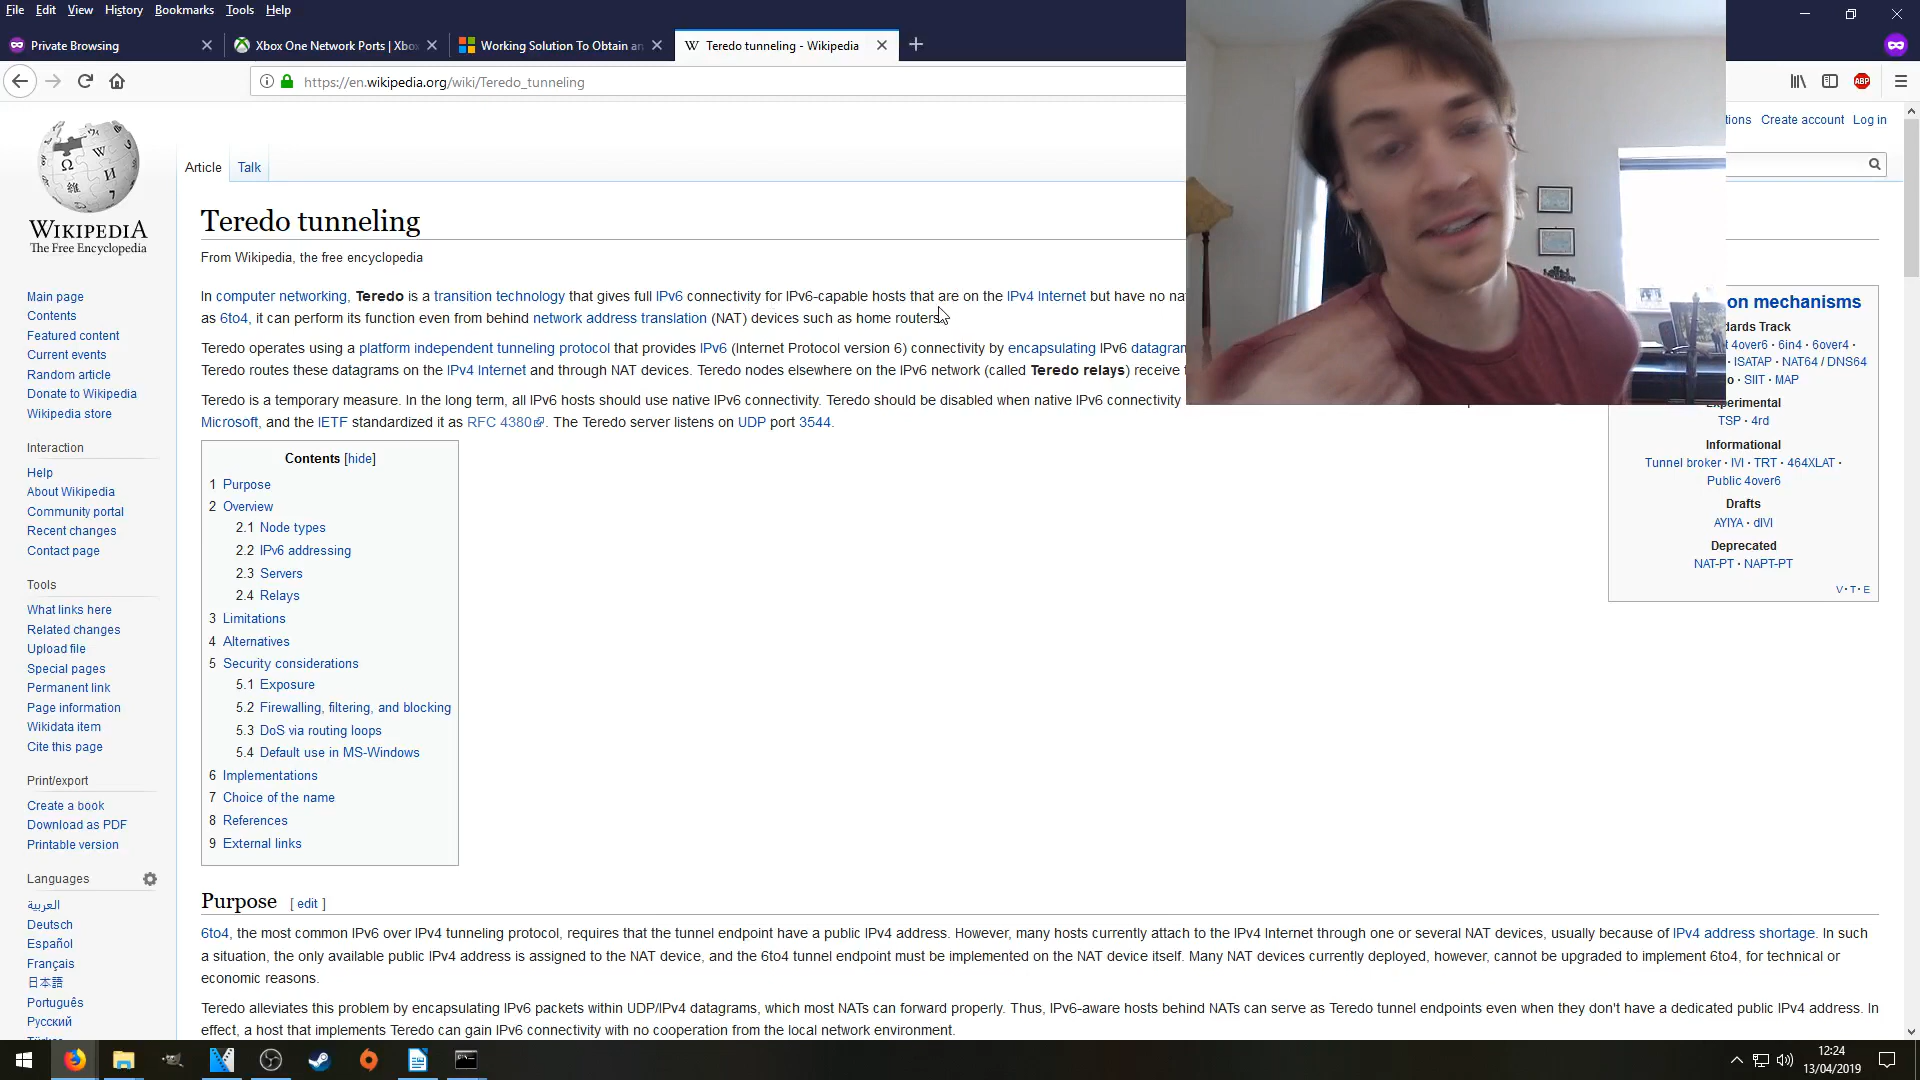 File Edit View History Bookmarks Tools Help
Private Browsing
Xbox One Network Ports | Xbo
Working Solution To Obtain an
W Teredo tunneling - Wikipedia
https://en.wikipedia.org/wiki/Teredo_tunneling
ABP
Create account Log in
WIKIPEDIA
The Free Encyclopedia
Article Talk
Teredo tunneling
From Wikipedia, the free encyclopedia
In computer networking, Teredo is a transition technology that gives full IPv6 connectivity for IPv6-capable hosts that are on the IPv4 Internet but have no nat
as 6to4, it can perform its function even from behind network address translation (NAT) devices such as home routers.
Teredo operates using a platform independent tunneling protocol that provides IPv6 (Internet Protocol version 6) connectivity by encapsulating IPv6 datagran
Teredo routes these datagrams on the IPv4 Internet and through NAT devices. Teredo nodes elsewhere on the IPv6 network (called Teredo relays) receive
Teredo is a temporary measure. In the long term, all IPv6 hosts should use native IPv6 connectivity. Teredo should be disabled when native IPv6 connectivity
Microsoft, and the IETF standardized it as RFC 4380. The Teredo server listens on UDP port 3544.
Main page
Contents
Featured content
Current events
Random article
Donate to Wikipedia
Wikipedia store
Interaction
Help
About Wikipedia
Community portal
Recent changes
Contact page
Tools
What links here
Related changes
Upload file
Special pages
Permanent link
Page information
Wikidata item
Cite this page
Print/export
Create a book
Download as PDF
Printable version
Languages
العربية
Deutsch
Español
Français
日本語
Português
Русский
Contents [hide]
1 Purpose
2 Overview
2.1 Node types
2.2 IPv6 addressing
2.3 Servers
2.4 Relays
3 Limitations
4 Alternatives
5 Security considerations
5.1 Exposure
5.2 Firewalling, filtering, and blocking
5.3 DoS via routing loops
5.4 Default use in MS-Windows
6 Implementations
7 Choice of the name
8 References
9 External links
on mechanisms
dards Track
4over6 · 6in4 · 6over4 ·
· ISATAP · NAT64 / DNS64
o · SIIT · MAP
Experimental
TSP · 4rd
Informational
Tunnel broker · IVI · TRT · 464XLAT ·
Public 4over6
Drafts
AYIYA · dIVI
Deprecated
NAT-PT · NAPT-PT
V · T · E
Purpose [ edit ]
6to4, the most common IPv6 over IPv4 tunneling protocol, requires that the tunnel endpoint have a public IPv4 address. However, many hosts currently attach to the IPv4 Internet through one or several NAT devices, usually because of IPv4 address shortage. In such
a situation, the only available public IPv4 address is assigned to the NAT device, and the 6to4 tunnel endpoint must be implemented on the NAT device itself. Many NAT devices currently deployed, however, cannot be upgraded to implement 6to4, for technical or
economic reasons.
Teredo alleviates this problem by encapsulating IPv6 packets within UDP/IPv4 datagrams, which most NATs can forward properly. Thus, IPv6-aware hosts behind NATs can serve as Teredo tunnel endpoints even when they don't have a dedicated public IPv4 address. In
effect, a host that implements Teredo can gain IPv6 connectivity with no cooperation from the local network environment.
12:24
13/04/2019